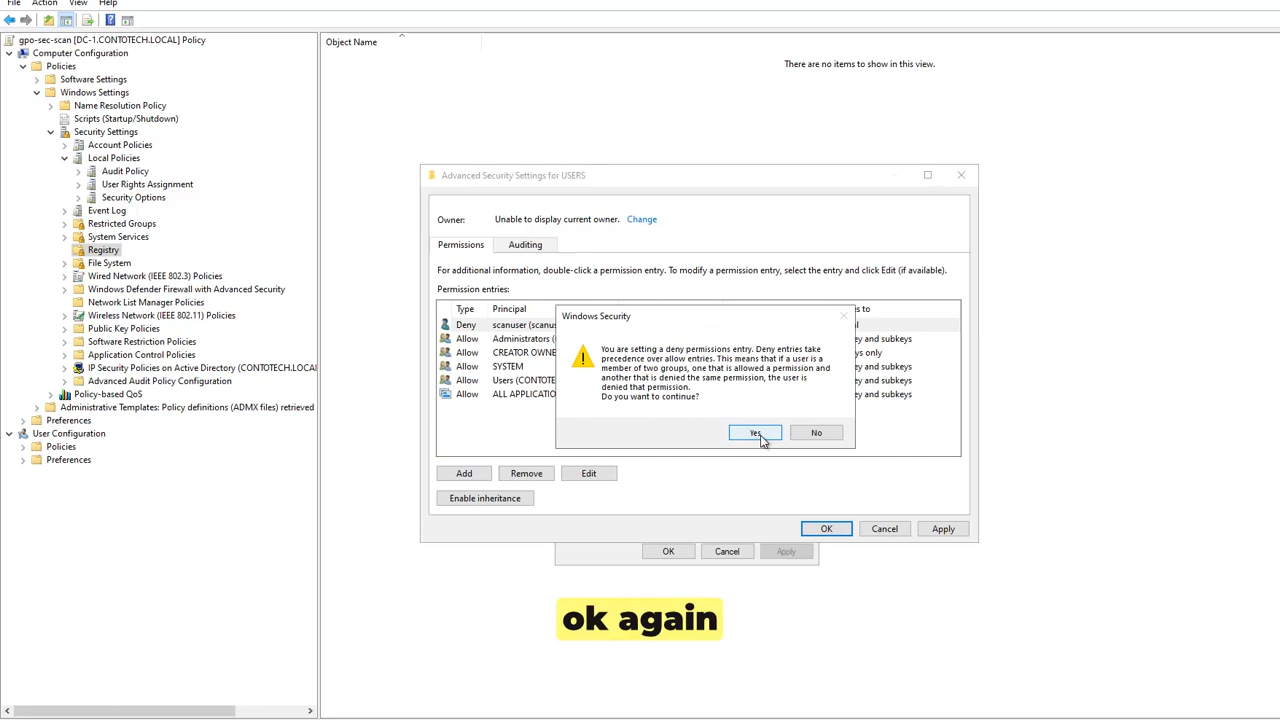 File Action View Help
gpo-sec-scan [DC-1.CONTOTECH.LOCAL] Policy
Computer Configuration
Policies
Software Settings
Windows Settings
Name Resolution Policy
Scripts (Startup/Shutdown)
Security Settings
Account Policies
Local Policies
Audit Policy
User Rights Assignment
Security Options
Event Log
Restricted Groups
System Services
Registry
File System
Wired Network (IEEE 802.3) Policies
Windows Defender Firewall with Advanced Security
Network List Manager Policies
Wireless Network (IEEE 802.11) Policies
Public Key Policies
Software Restriction Policies
Application Control Policies
IP Security Policies on Active Directory (CONTOTECH.LOCAL
Advanced Audit Policy Configuration
Policy-based QoS
Administrative Templates: Policy definitions (ADMX files) retrieved
Preferences
User Configuration
Policies
Preferences
Object Name
There are no items to show in this view.
Advanced Security Settings for USERS
Owner: Unable to display current owner. Change
Permissions Auditing
For additional information, double-click a permission entry. To modify a permission entry, select the entry and click Edit (if available).
Permission entries:
Type Principal es to
Deny scanuser (scanus al
Allow Administrators ( ey and subkeys
Allow CREATOR OWNE eys only
Allow SYSTEM ey and subkeys
Allow Users (CONTOTE ey and subkeys
Allow ALL APPLICATIO ey and subkeys
Windows Security
You are setting a deny permissions entry. Deny entries take
precedence over allow entries. This means that if a user is a
member of two groups, one that is allowed a permission and
another that is denied the same permission, the user is
denied that permission.
Do you want to continue?
Yes No
Add Remove Edit
Enable inheritance
OK Cancel Apply
OK Cancel Apply
ok again